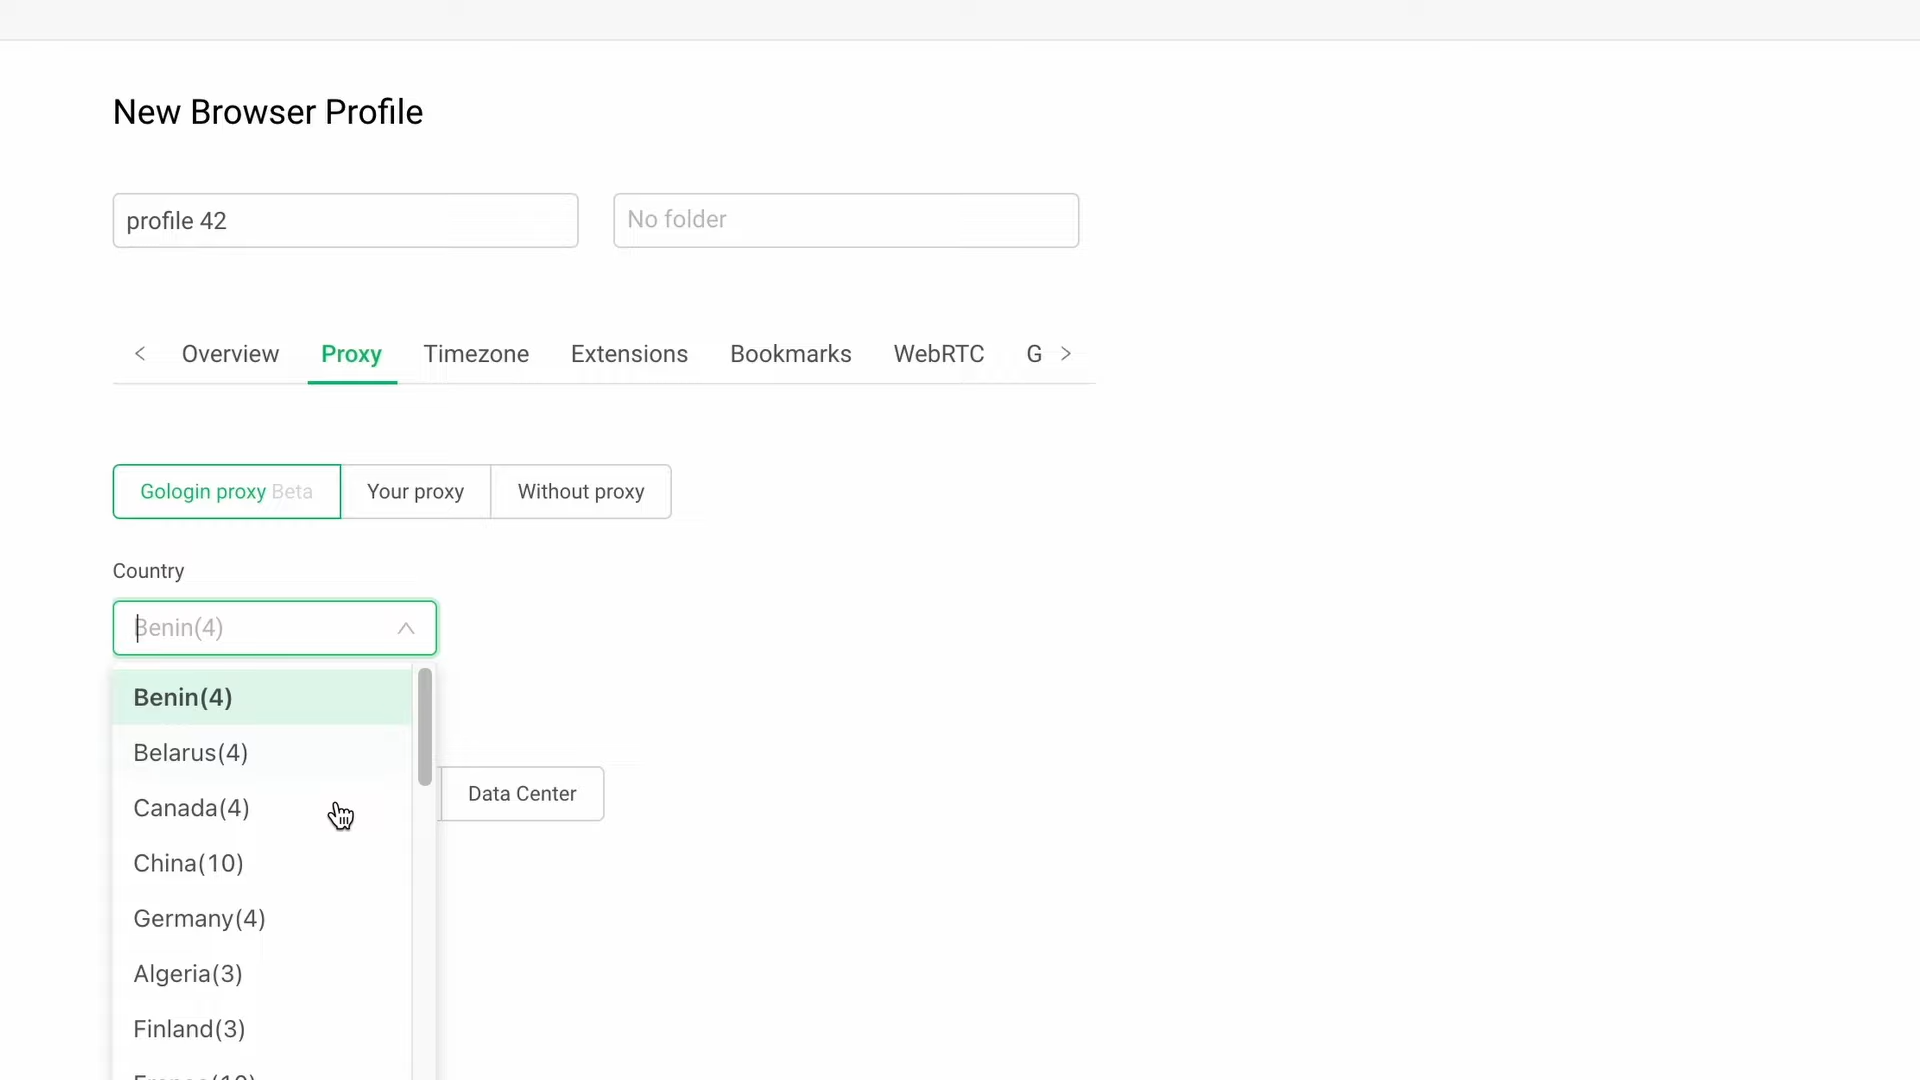 New Browser Profile
profile 42
No folder
< Overview Proxy Timezone Extensions Bookmarks WebRTC G >
Gologin proxy Beta
Your proxy
Without proxy
Country
Benin(4)
Benin(4)
Belarus(4)
Data Center
Canada(4)
China(10)
Germany(4)
Algeria(3)
Finland(3)